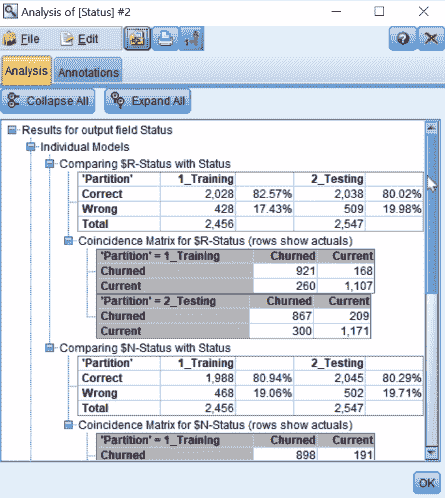 Analysis of [Status] #2
File Edit
Analysis Annotations
Collapse All Expand All
Results for output field Status
Individual Models
Comparing $R-Status with Status
'Partition' 1_Training 2_Testing
Correct 2,028 82.57% 2,038 80.02%
Wrong 428 17.43% 509 19.98%
Total 2,456 2,547
Coincidence Matrix for $R-Status (rows show actuals)
'Partition' = 1_Training Churned Current
Churned 921 168
Current 260 1,107
'Partition' = 2_Testing Churned Current
Churned 867 209
Current 300 1,171
Comparing $N-Status with Status
'Partition' 1_Training 2_Testing
Correct 1,988 80.94% 2,045 80.29%
Wrong 468 19.06% 502 19.71%
Total 2,456 2,547
Coincidence Matrix for $N-Status (rows show actuals)
'Partition' = 1_Training Churned Current
Churned 898 191
OK